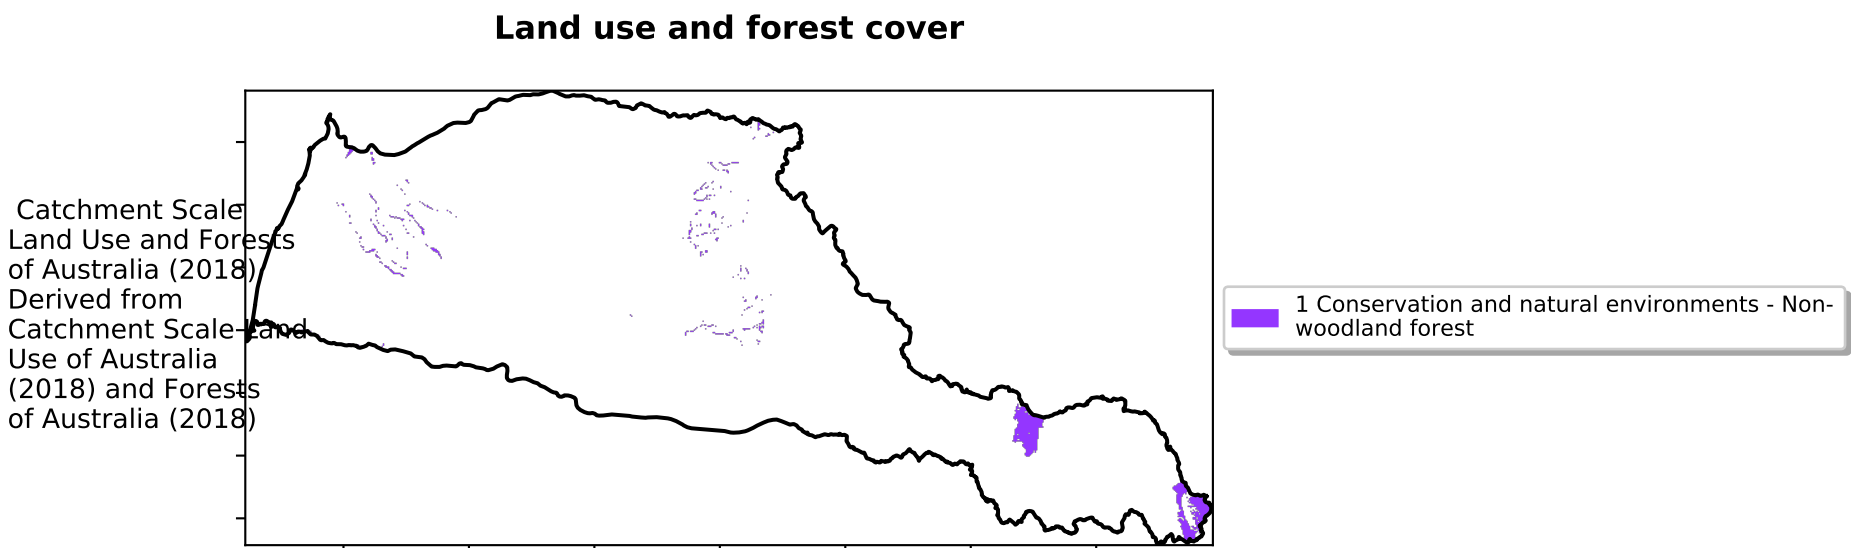 Land use and forest cover
Catchment Scale
Land Use and Forests
of Australia (2018)
Derived from
Catchment Scale Land
Use of Australia
(2018) and Forests
of Australia (2018)
1 Conservation and natural environments - Non-
woodland forest